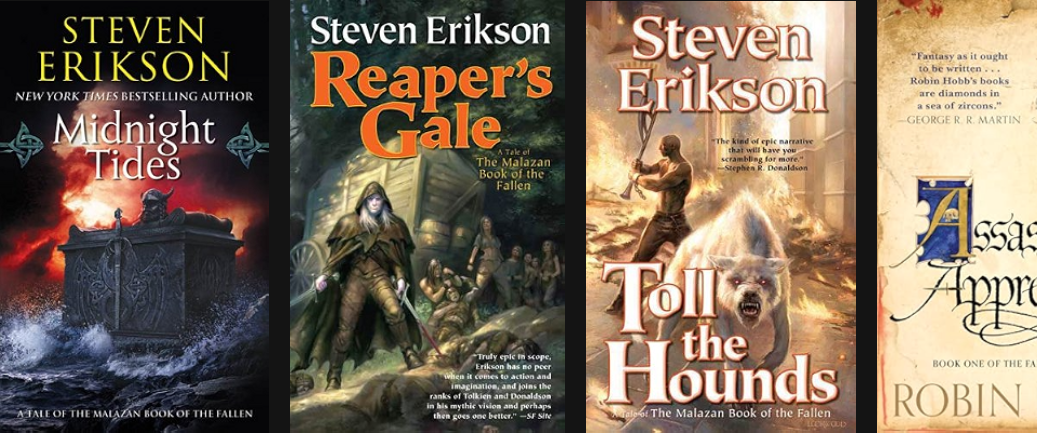 STEVEN
ERIKSON
NEW YORK TIMES BESTSELLING AUTHOR
Midnight
Tides
A TALE OF THE MALAZAN BOOK OF THE FALLEN
Steven Erikson
Reaper's
Gale
A Tale of
The Malazan
Book of the
Fallen
"Truly epic in scope,
Erikson has no peer
when it comes to action and
imagination, and joins the
ranks of Tolkien and Donaldson
in his mythic vision and perhaps
then goes one better." —SF Site
Steven
Erikson
"The kind of epic narrative
that will have you
scrambling for more."
—Stephen R. Donaldson
Toll
the
Hounds
A Tale of The Malazan Book of the Fallen
"Fantasy as it ought
to be written . . .
Robin Hobb's books
are diamonds in
a sea of zircons."
—GEORGE R. R. MARTIN
Assas
Appre
BOOK ONE OF THE FA
ROBIN